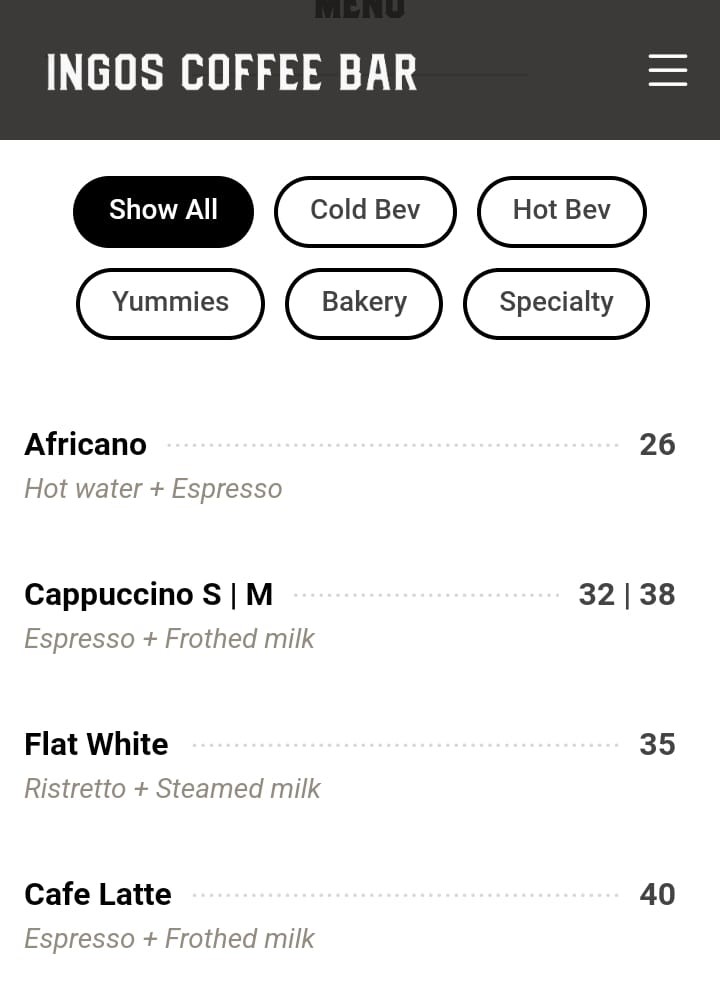 MENU
INGOS COFFEE BAR
Show All
Cold Bev
Hot Bev
Yummies
Bakery
Specialty
Africano 26
Hot water + Espresso
Cappuccino S | M 32 | 38
Espresso + Frothed milk
Flat White 35
Ristretto + Steamed milk
Cafe Latte 40
Espresso + Frothed milk